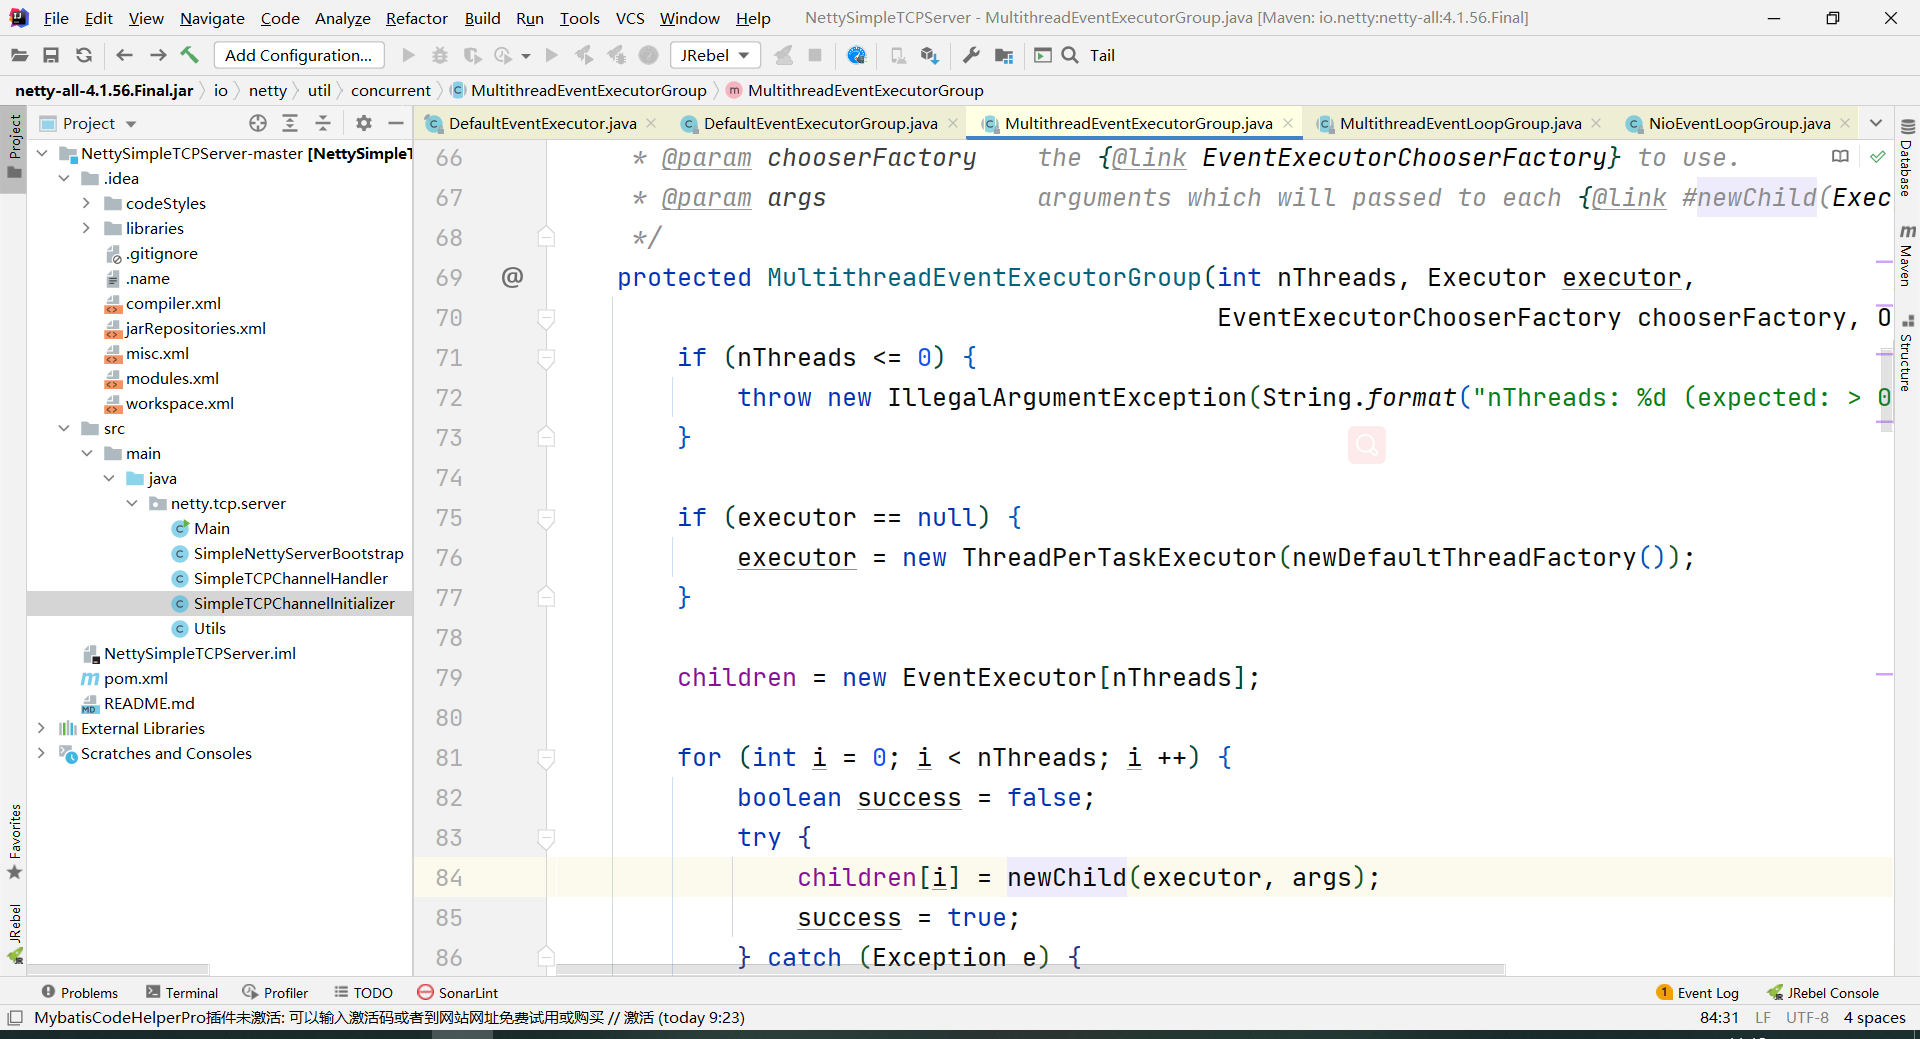 File Edit View Navigate Code Analyze Refactor Build Run Tools VCS Window Help NettySimpleTCPServer - MultithreadEventExecutorGroup.java [Maven: io.netty:netty-all:4.1.56.Final]
Add Configuration... JRebel Tail
netty-all-4.1.56.Final.jar io netty util concurrent MultithreadEventExecutorGroup MultithreadEventExecutorGroup
Project
DefaultEventExecutor.java DefaultEventExecutorGroup.java MultithreadEventExecutorGroup.java MultithreadEventLoopGroup.java NioEventLoopGroup.java
Project
NettySimpleTCPServer-master [NettySimpleT
.idea
codeStyles
libraries
.gitignore
.name
compiler.xml
jarRepositories.xml
misc.xml
modules.xml
workspace.xml
src
main
java
netty.tcp.server
Main
SimpleNettyServerBootstrap
SimpleTCPChannelHandler
SimpleTCPChannelInitializer
Utils
NettySimpleTCPServer.iml
pom.xml
README.md
External Libraries
Scratches and Consoles
Favorites
JRebel
66 * @param chooserFactory the {@link EventExecutorChooserFactory} to use.
67 * @param args arguments which will passed to each {@link #newChild(Exec
68 */
69 @ protected MultithreadEventExecutorGroup(int nThreads, Executor executor,
70 EventExecutorChooserFactory chooserFactory, O
71 if (nThreads <= 0) {
72 throw new IllegalArgumentException(String.format("nThreads: %d (expected: > 0
73 }
74
75 if (executor == null) {
76 executor = new ThreadPerTaskExecutor(newDefaultThreadFactory());
77 }
78
79 children = new EventExecutor[nThreads];
80
81 for (int i = 0; i < nThreads; i ++) {
82 boolean success = false;
83 try {
84 children[i] = newChild(executor, args);
85 success = true;
86 } catch (Exception e) {
Database
Maven
Structure
Problems Terminal Profiler TODO SonarLint 1 Event Log JRebel Console
MybatisCodeHelperPro插件未激活: 可以输入激活码或者到网站网址免费试用或购买 // 激活 (today 9:23) 84:31 LF UTF-8 4 spaces